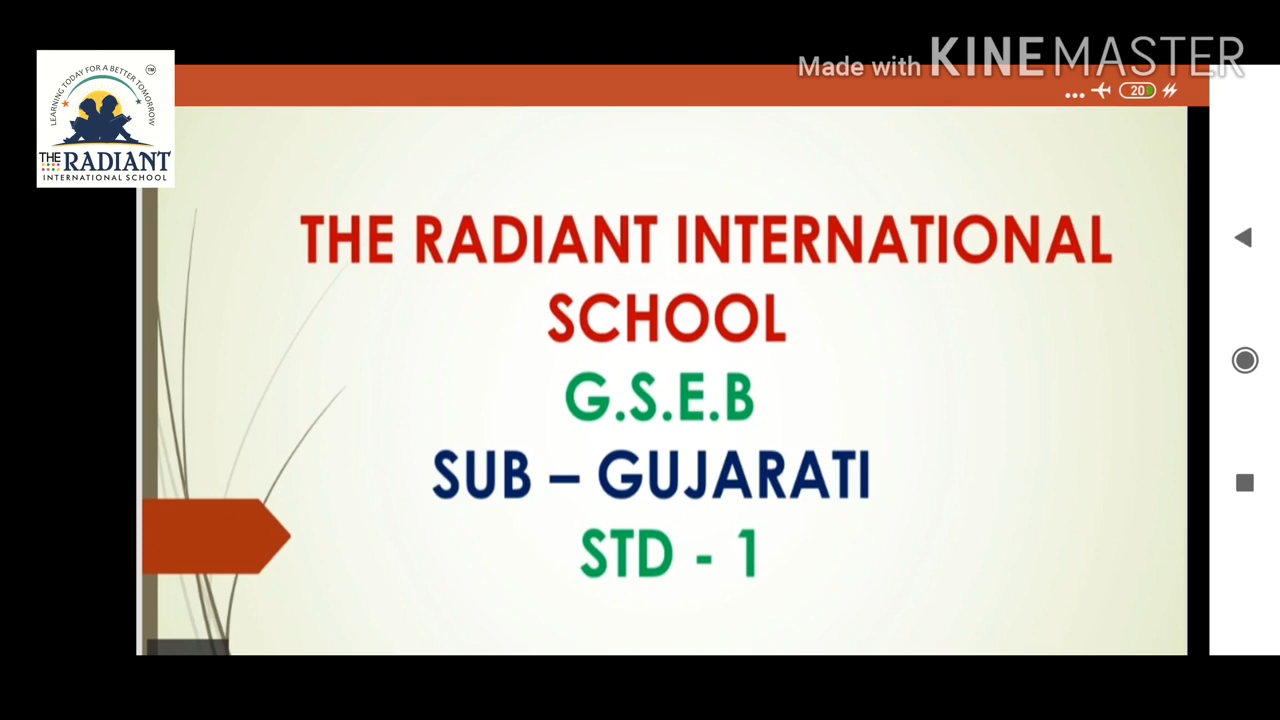 Made with KINEMASTER
20
LEARNING TODAY FOR A BETTER TOMORROW
TM
THE RADIANT
INTERNATIONAL SCHOOL
THE RADIANT INTERNATIONAL
SCHOOL
G.S.E.B
SUB – GUJARATI
STD - 1